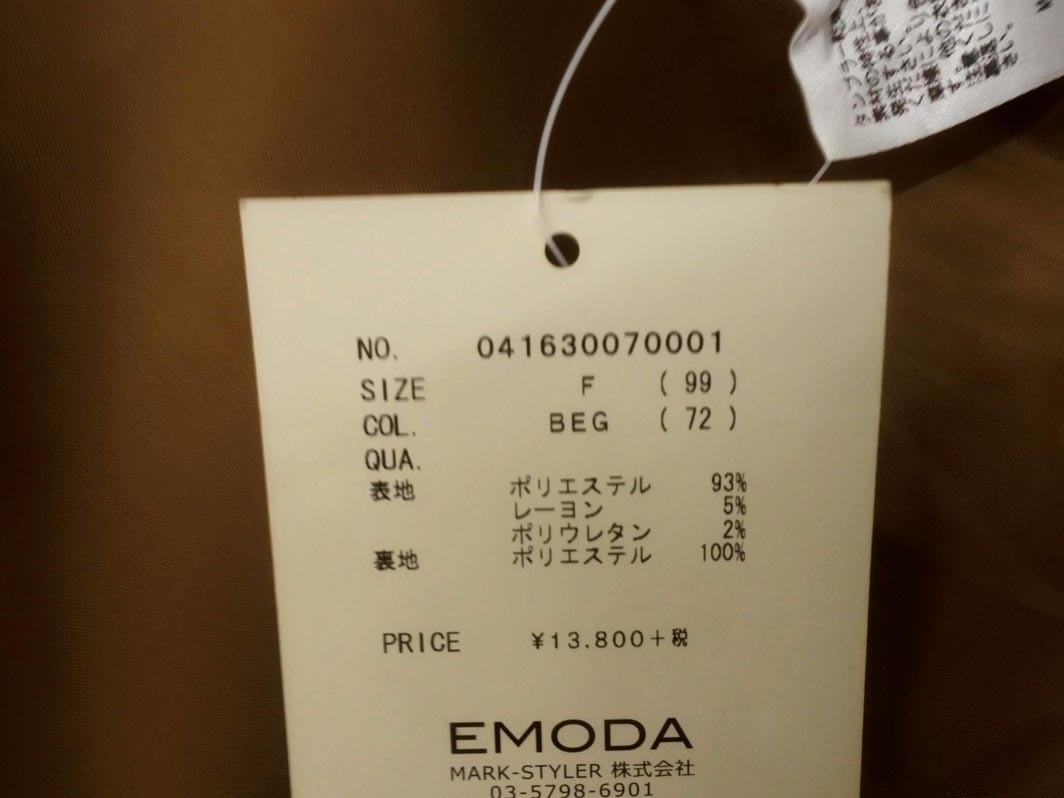 NO. 041630070001
SIZE F ( 99 )
COL. BEG ( 72 )
QUA.
表地 ポリエステル 93%
レーヨン 5%
ポリウレタン 2%
裏地 ポリエステル 100%
PRICE ¥13,800+税
EMODA
MARK-STYLER 株式会社
03-5798-6901